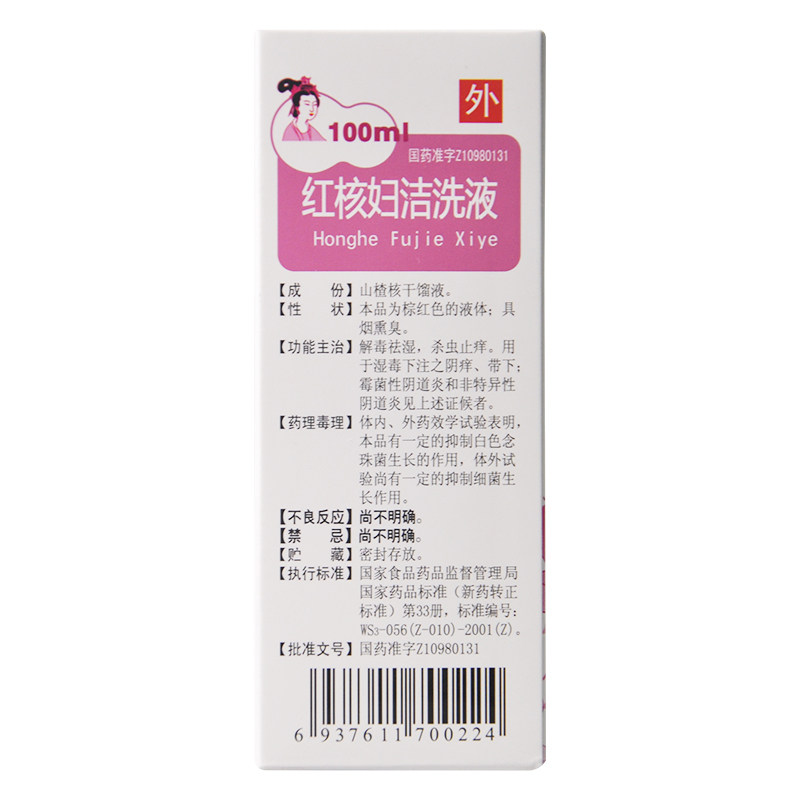 外
100ml
国药准字Z10980131
红核妇洁洗液
Honghe Fujie Xiye
【成 份】山楂核干馏液。
【性 状】本品为棕红色的液体;具
烟熏臭。
【功能主治】解毒祛湿，杀虫止痒。用
于湿毒下注之阴痒、带下;
霉菌性阴道炎和非特异性
阴道炎见上述证候者。
【药理毒理】体内、外药效学试验表明，
本品有一定的抑制白色念
珠菌生长的作用，体外试
验尚有一定的抑制细菌生
长作用。
【不良反应】尚不明确。
【禁 忌】尚不明确。
【贮 藏】密封存放。
【执行标准】国家食品药品监督管理局
国家药品标准（新药转正
标准）第33册，标准编号:
WS₃-056(Z-010)-2001(Z)。
【批准文号】国药准字Z10980131
6 937611 700224